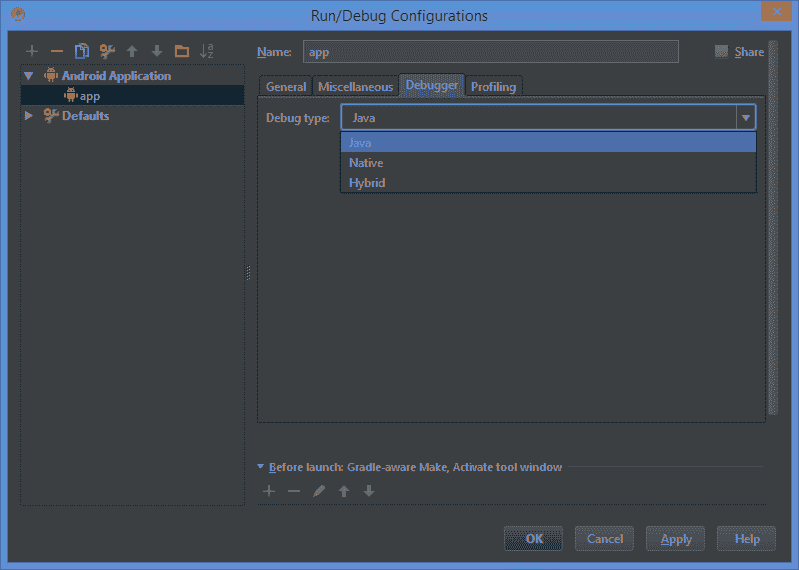 Run/Debug Configurations
Name: app Share
Android Application
app
Defaults
General Miscellaneous Debugger Profiling
Debug type: Java
Java
Native
Hybrid
Before launch: Gradle-aware Make, Activate tool window
OK Cancel Apply Help